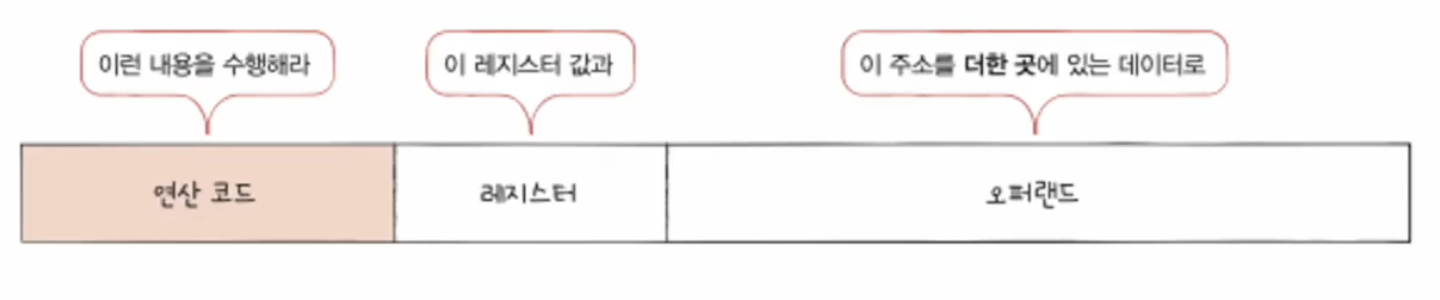 이런 내용을 수행해라
이 레지스터 값과
이 주소를 더한 곳에 있는 데이터로
연산 코드
레지스터
오퍼랜드